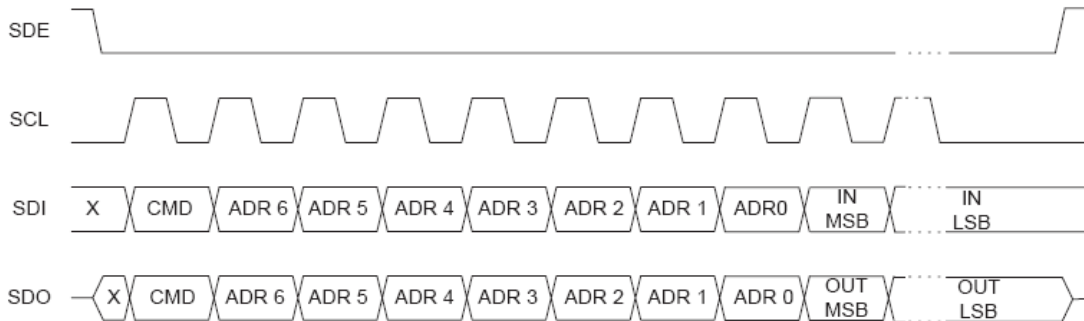 SDE
SCL
SDI X CMD ADR 6 ADR 5 ADR 4 ADR 3 ADR 2 ADR 1 ADR0 IN MSB IN LSB
SDO X CMD ADR 6 ADR 5 ADR 4 ADR 3 ADR 2 ADR 1 ADR 0 OUT MSB OUT LSB